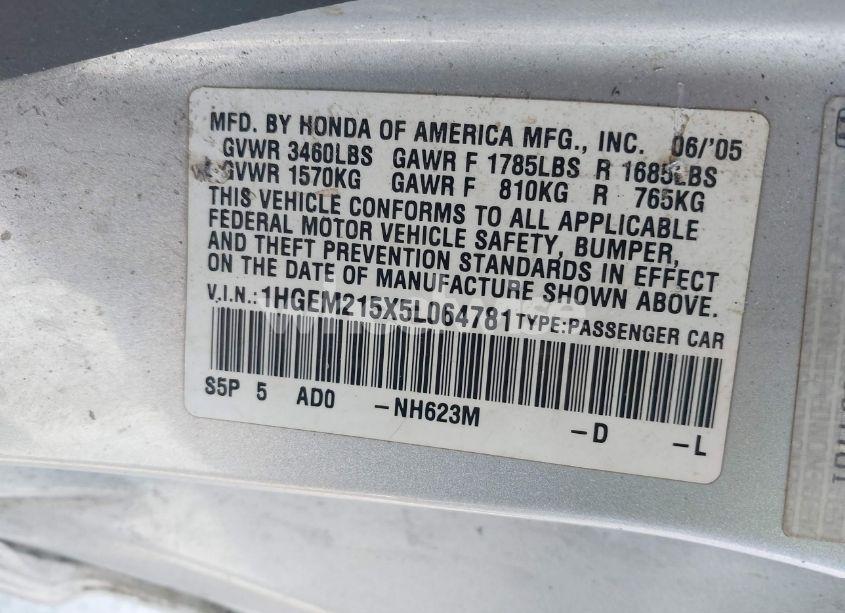 MFD. BY HONDA OF AMERICA MFG., INC. 06/'05
GVWR 3460LBS GAWR F 1785LBS R 1685LBS
GVWR 1570KG GAWR F 810KG R 765KG
THIS VEHICLE CONFORMS TO ALL APPLICABLE
FEDERAL MOTOR VEHICLE SAFETY, BUMPER,
AND THEFT PREVENTION STANDARDS IN EFFECT
ON THE DATE OF MANUFACTURE SHOWN ABOVE.
V.I.N.: 1HGEM215X5L064781 TYPE:PASSENGER CAR
S5P 5 AD0 -NH623M -D -L